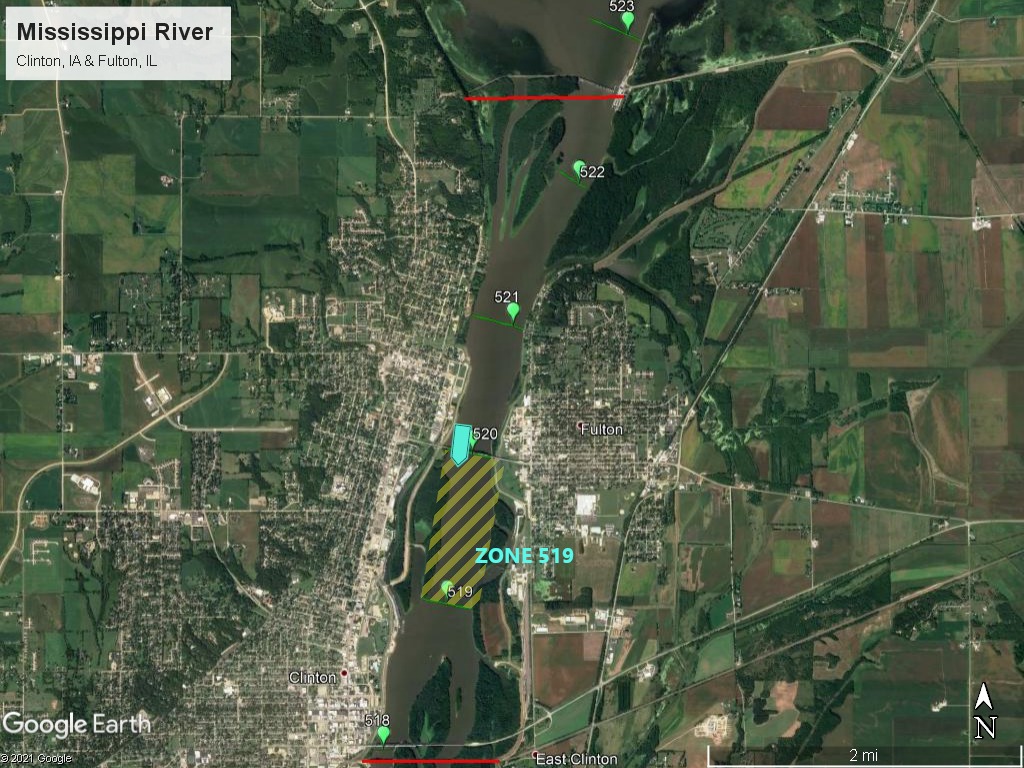 Mississippi River
Clinton, IA & Fulton, IL
523
522
521
520
Fulton
ZONE 519
519
Clinton
518
East Clinton
Google Earth
© 2021 Google
N
2 mi